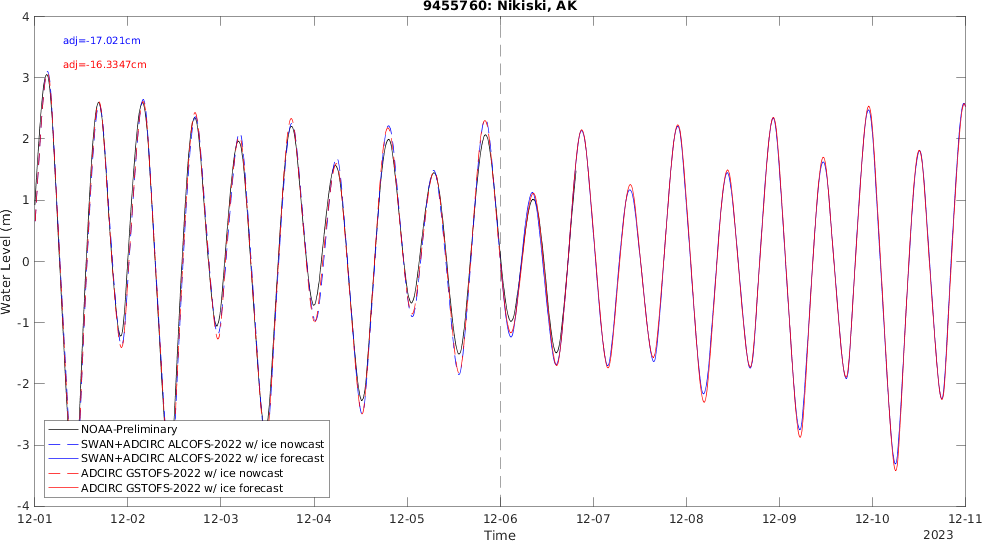 9455760: Nikiski, AK
adj=-17.021cm
adj=-16.3347cm
Water Level (m)
4
3
2
1
0
-1
-2
-3
-4
NOAA-Preliminary
SWAN+ADCIRC ALCOFS-2022 w/ ice nowcast
SWAN+ADCIRC ALCOFS-2022 w/ ice forecast
ADCIRC GSTOFS-2022 w/ ice nowcast
ADCIRC GSTOFS-2022 w/ ice forecast
12-01 12-02 12-03 12-04 12-05 12-06 12-07 12-08 12-09 12-10 12-11
Time
2023